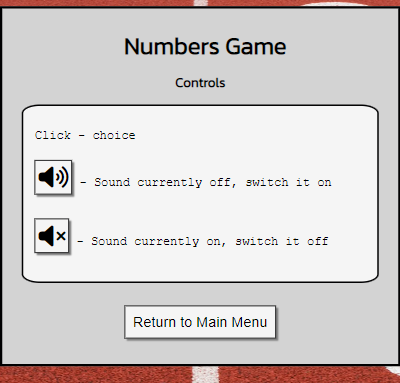 Numbers Game
Controls
Click - choice
- Sound currently off, switch it on
- Sound currently on, switch it off
Return to Main Menu